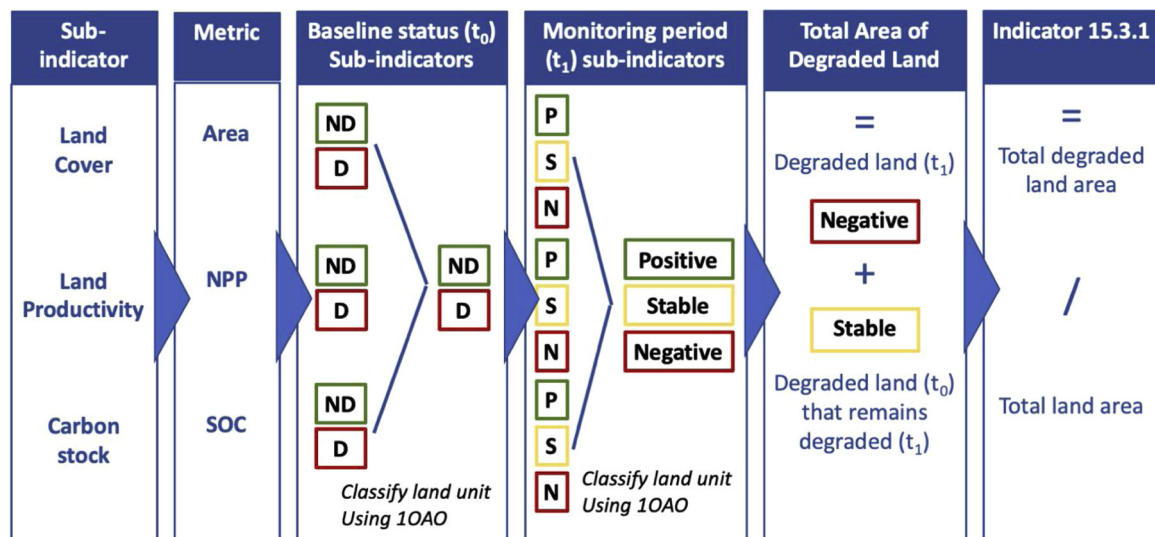 Sub-
indicator
Metric
Baseline status (t₀)
Sub-indicators
Monitoring period
(t₁) sub-indicators
Total Area of
Degraded Land
Indicator 15.3.1
Land
Cover
Land
Productivity
Carbon
stock
Area
NPP
SOC
ND
D
ND
D
ND
D
ND
D
Classify land unit
Using 1OAO
P
S
N
P
S
N
P
S
N
Positive
Stable
Negative
Classify land unit
Using 1OAO
=
Degraded land (t₁)
Negative
+
Stable
Degraded land (t₀)
that remains
degraded (t₁)
=
Total degraded
land area
/
Total land area